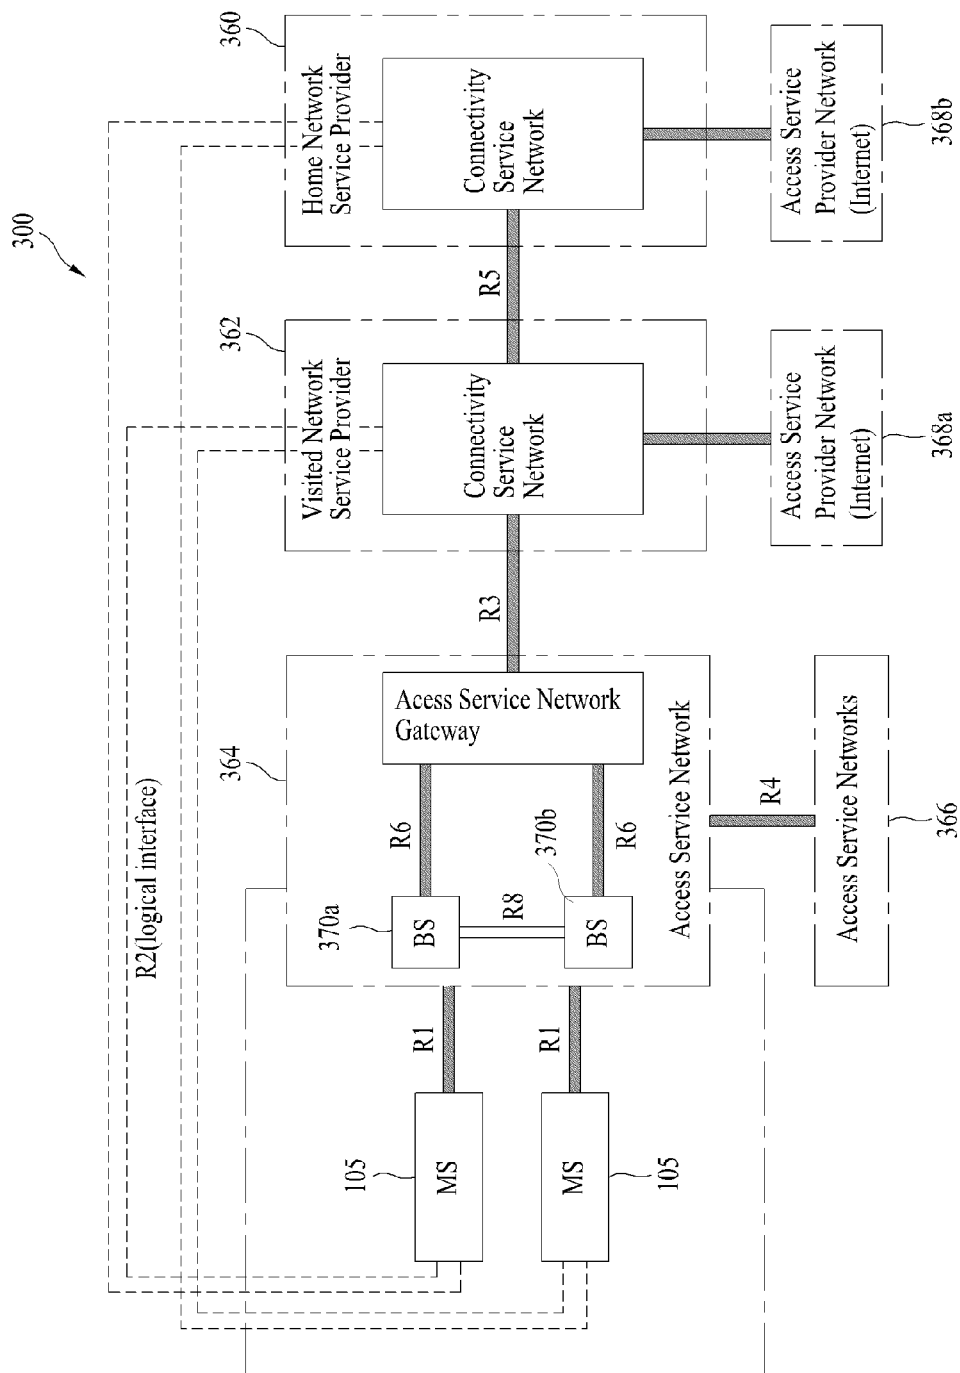 300
R2(logical interface)
364
362
360
Visited Network
Service Provider
Home Network
Service Provider
105
MS
R1
370a
BS
R6
Acess Service Network
Gateway
R3
Connectivity
Service
Network
R5
Connectivity
Service
Network
R8
MS
105
R1
370b
BS
R6
Access Service Network
R4
Access Service Networks
366
Access Service
Provider Network
(Internet)
368a
Access Service
Provider Network
(Internet)
368b